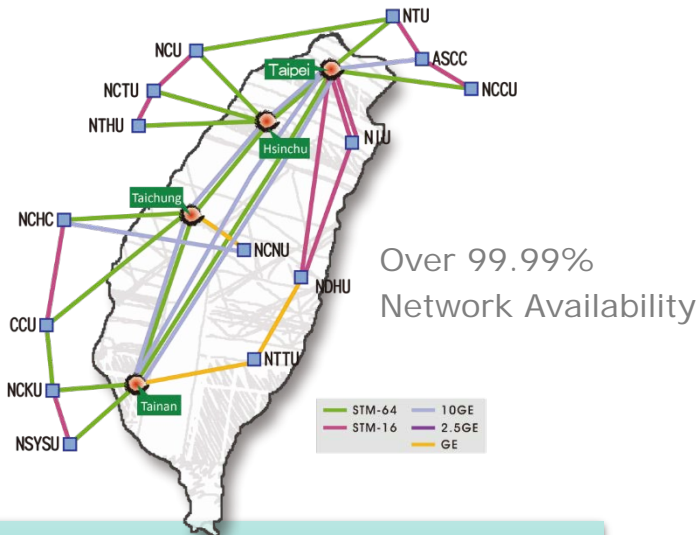 NTU
NCU
ASCC
Taipei
NCTU
NCCU
NTHU
NIU
Hsinchu
Taichung
NCHC
NCNU
Over 99.99%
NDHU
Network Availability
CCU
NTTU
NCKU
Tainan
STM-64 10GE
STM-16 2.5GE
GE
NSYSU